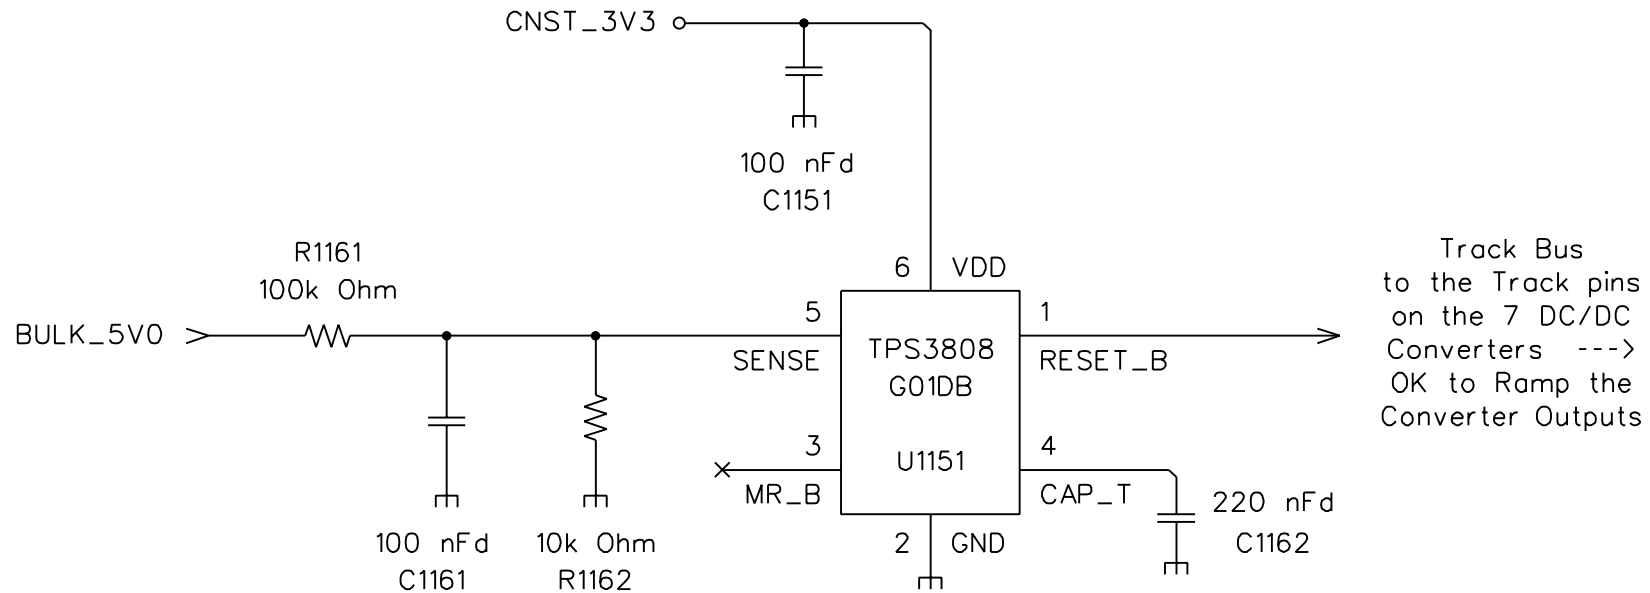 CNST_3V3
100 nFd
C1151
R1161
100k Ohm
BULK_5V0
6 VDD
5
SENSE
TPS3808
G01DB
U1151
1
RESET_B
3
MR_B
4
CAP_T
2 GND
100 nFd
C1161
10k Ohm
R1162
220 nFd
C1162
Track Bus
to the Track pins
on the 7 DC/DC
Converters --->
OK to Ramp the
Converter Outputs